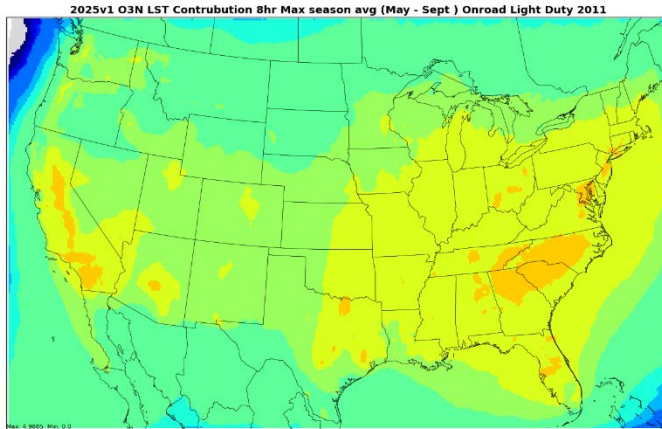 2025v1 O3N LST Contrubution 8hr Max season avg (May - Sept ) Onroad Light Duty 2011
Max: 4.9885 Min: 0.0